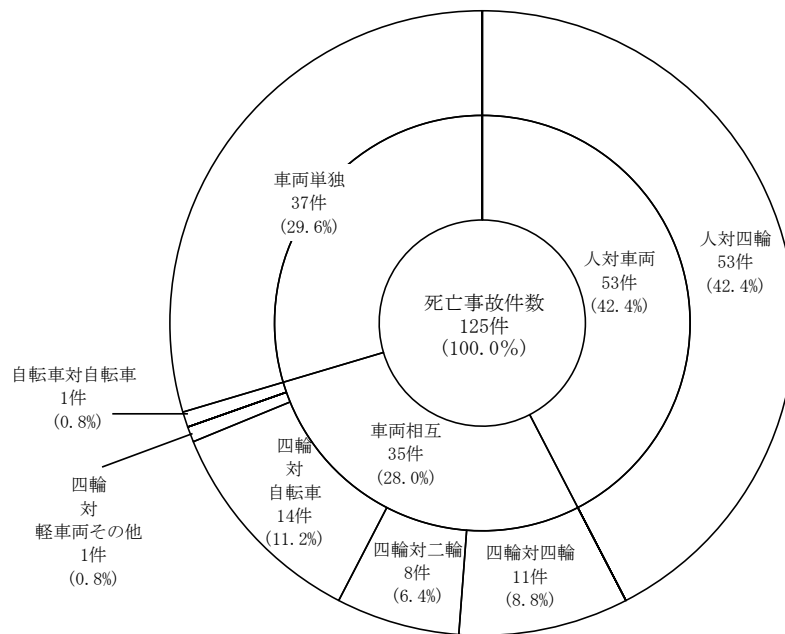 死亡事故件数
125件
(100.0%)
人対車両
53件
(42.4%)
人対四輪
53件
(42.4%)
車両相互
35件
(28.0%)
四輪対四輪
11件
(8.8%)
四輪対二輪
8件
(6.4%)
四輪
対
自転車
14件
(11.2%)
四輪
対
軽車両その他
1件
(0.8%)
自転車対自転車
1件
(0.8%)
車両単独
37件
(29.6%)